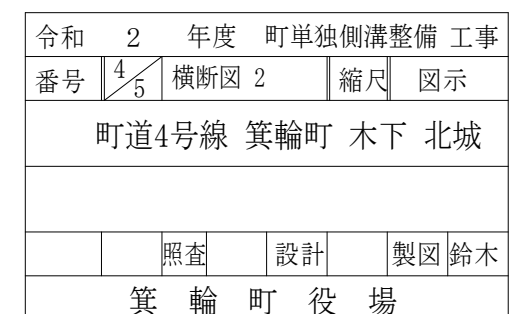 令和 2 年度 町単独側溝整備 工事
番号 4/5 横断図 2 縮尺 図示
町道4号線 箕輪町 木下 北城
照査 設計 製図 鈴木
箕輪町役場